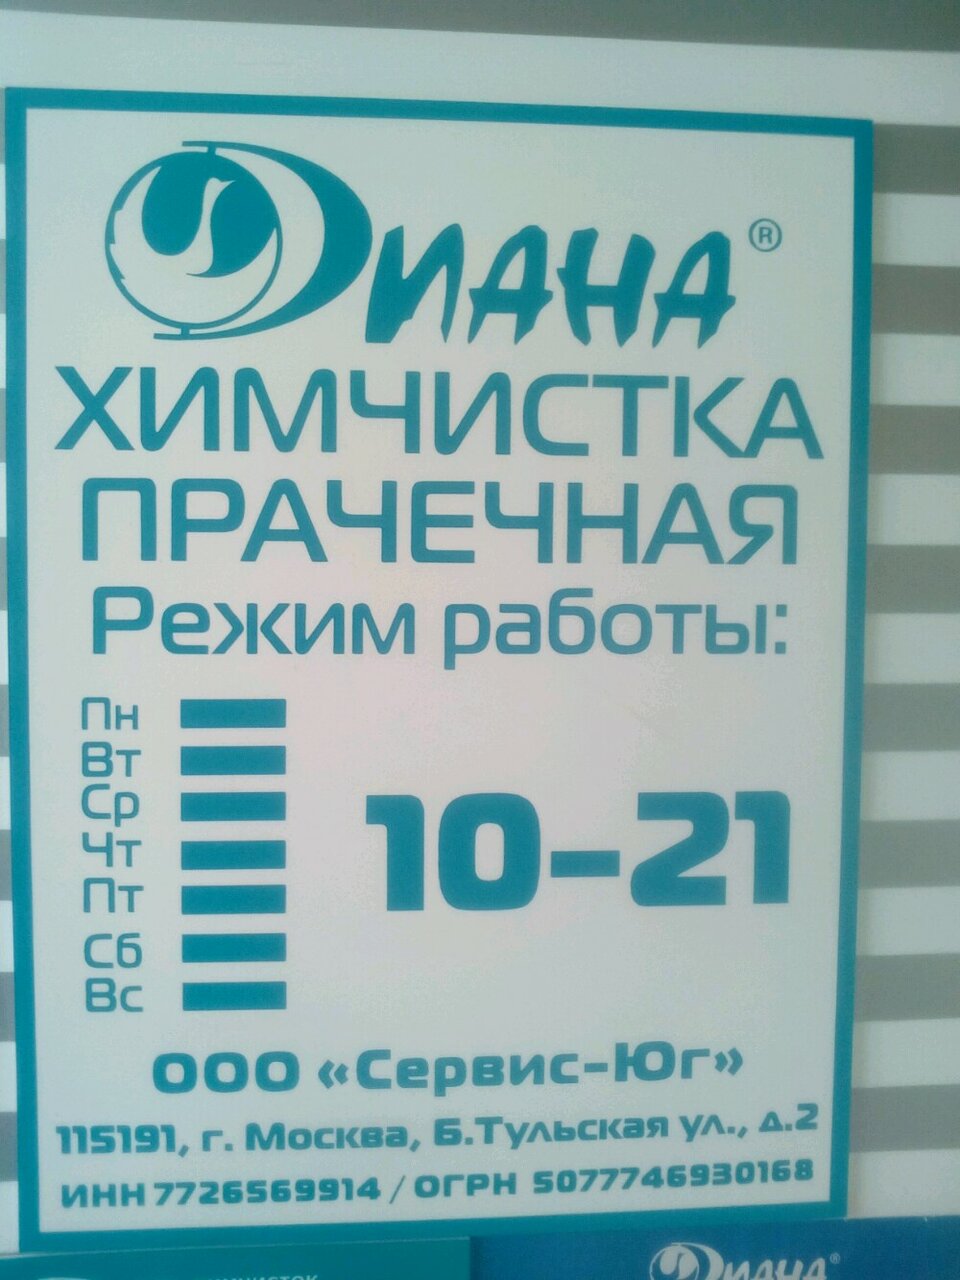 Диана®
ХИМЧИСТКА
ПРАЧЕЧНАЯ
Режим работы:
Пн
Вт
Ср
Чт
Пт
Сб
Вс
10-21
ООО «Сервис-Юг»
115191, г. Москва, Б.Тульская ул., д.2
ИНН 7726569914 / ОГРН 5077746930168
Диана®